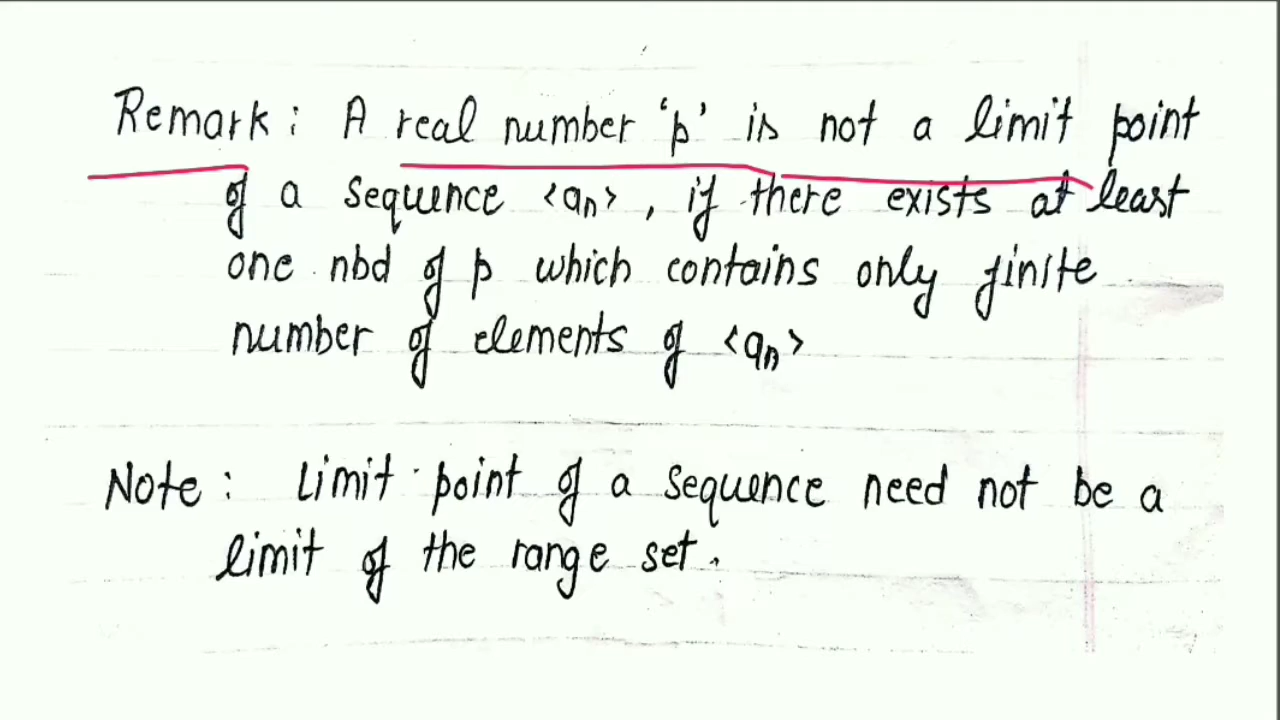 Remark: A real number 'p' is not a limit point
of a sequence <an>, if there exists at least
one nbd of p which contains only finite
number of elements of <an>
Note: Limit point of a sequence need not be a
limit of the range set.